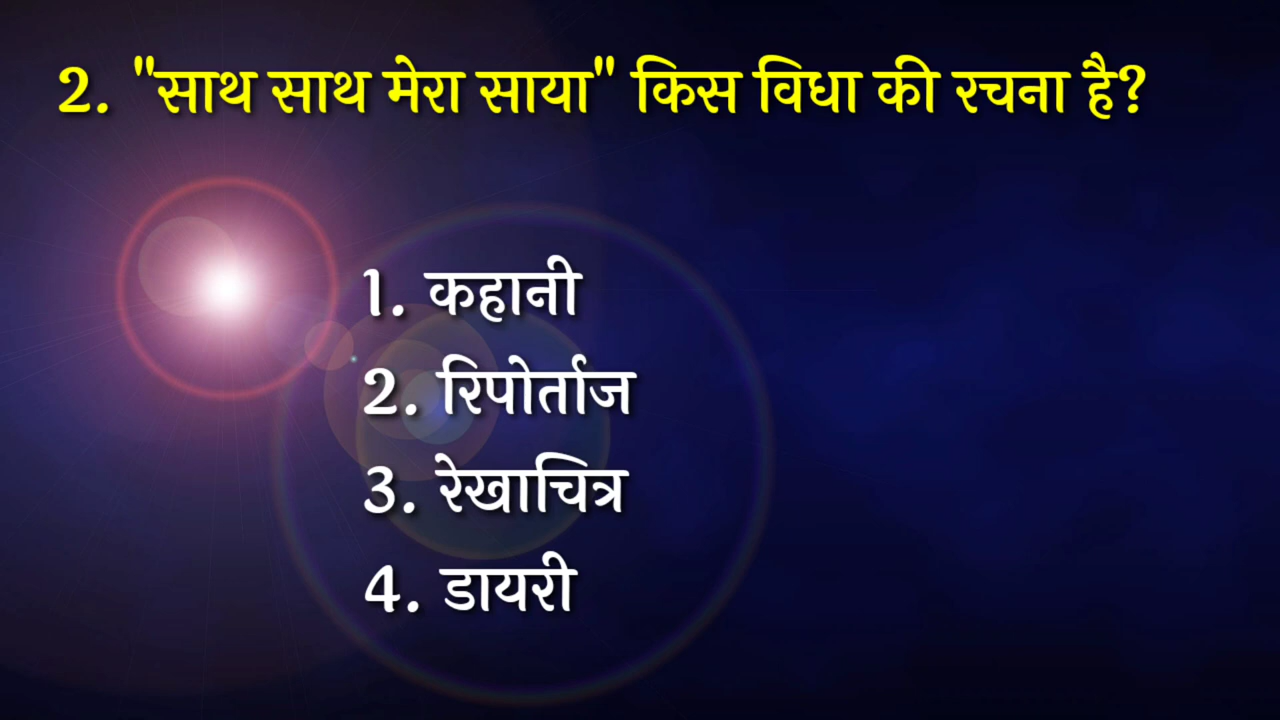 2. "साथ साथ मेरा साया" किस विधा की रचना है?
1. कहानी
2. रिपोर्ताज
3. रेखाचित्र
4. डायरी